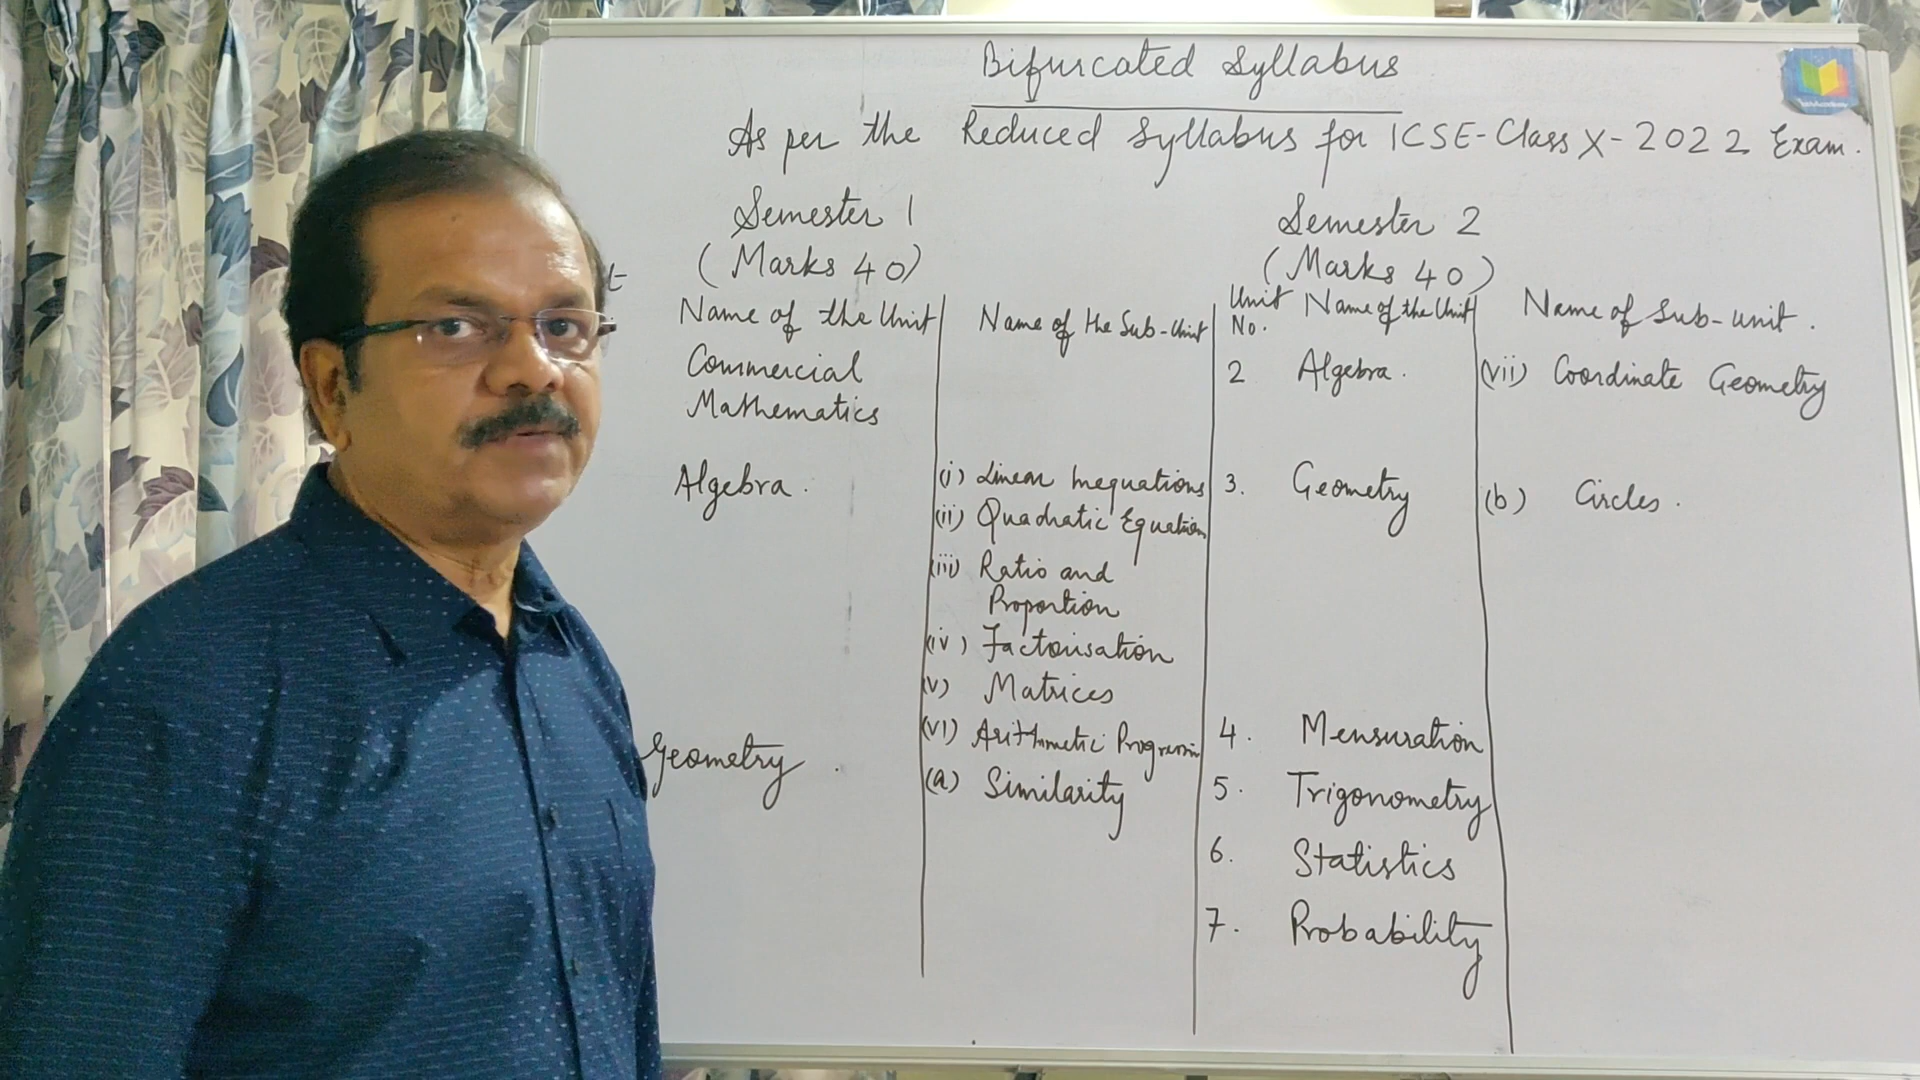 Bifurcated Syllabus
As per the Reduced Syllabus for ICSE-Class X-2022 Exam.
Semester 1
(Marks 40)
t
Name of the Unit
Name of the Sub-Unit
Commercial
Mathematics
Algebra.
(i) Linear Inequations
(ii) Quadratic Equation
(iii) Ratio and
Proportion
(iv) Factorisation
(v) Matrices
(vi) Arithmetic Progression
Geometry.
(a) Similarity
Semester 2
(Marks 40)
Unit
No.
Name of the Unit
Name of Sub-unit.
2 Algebra. (vii) Coordinate Geometry
3. Geometry (b) Circles.
4. Mensuration
5. Trigonometry
6. Statistics
7. Probability